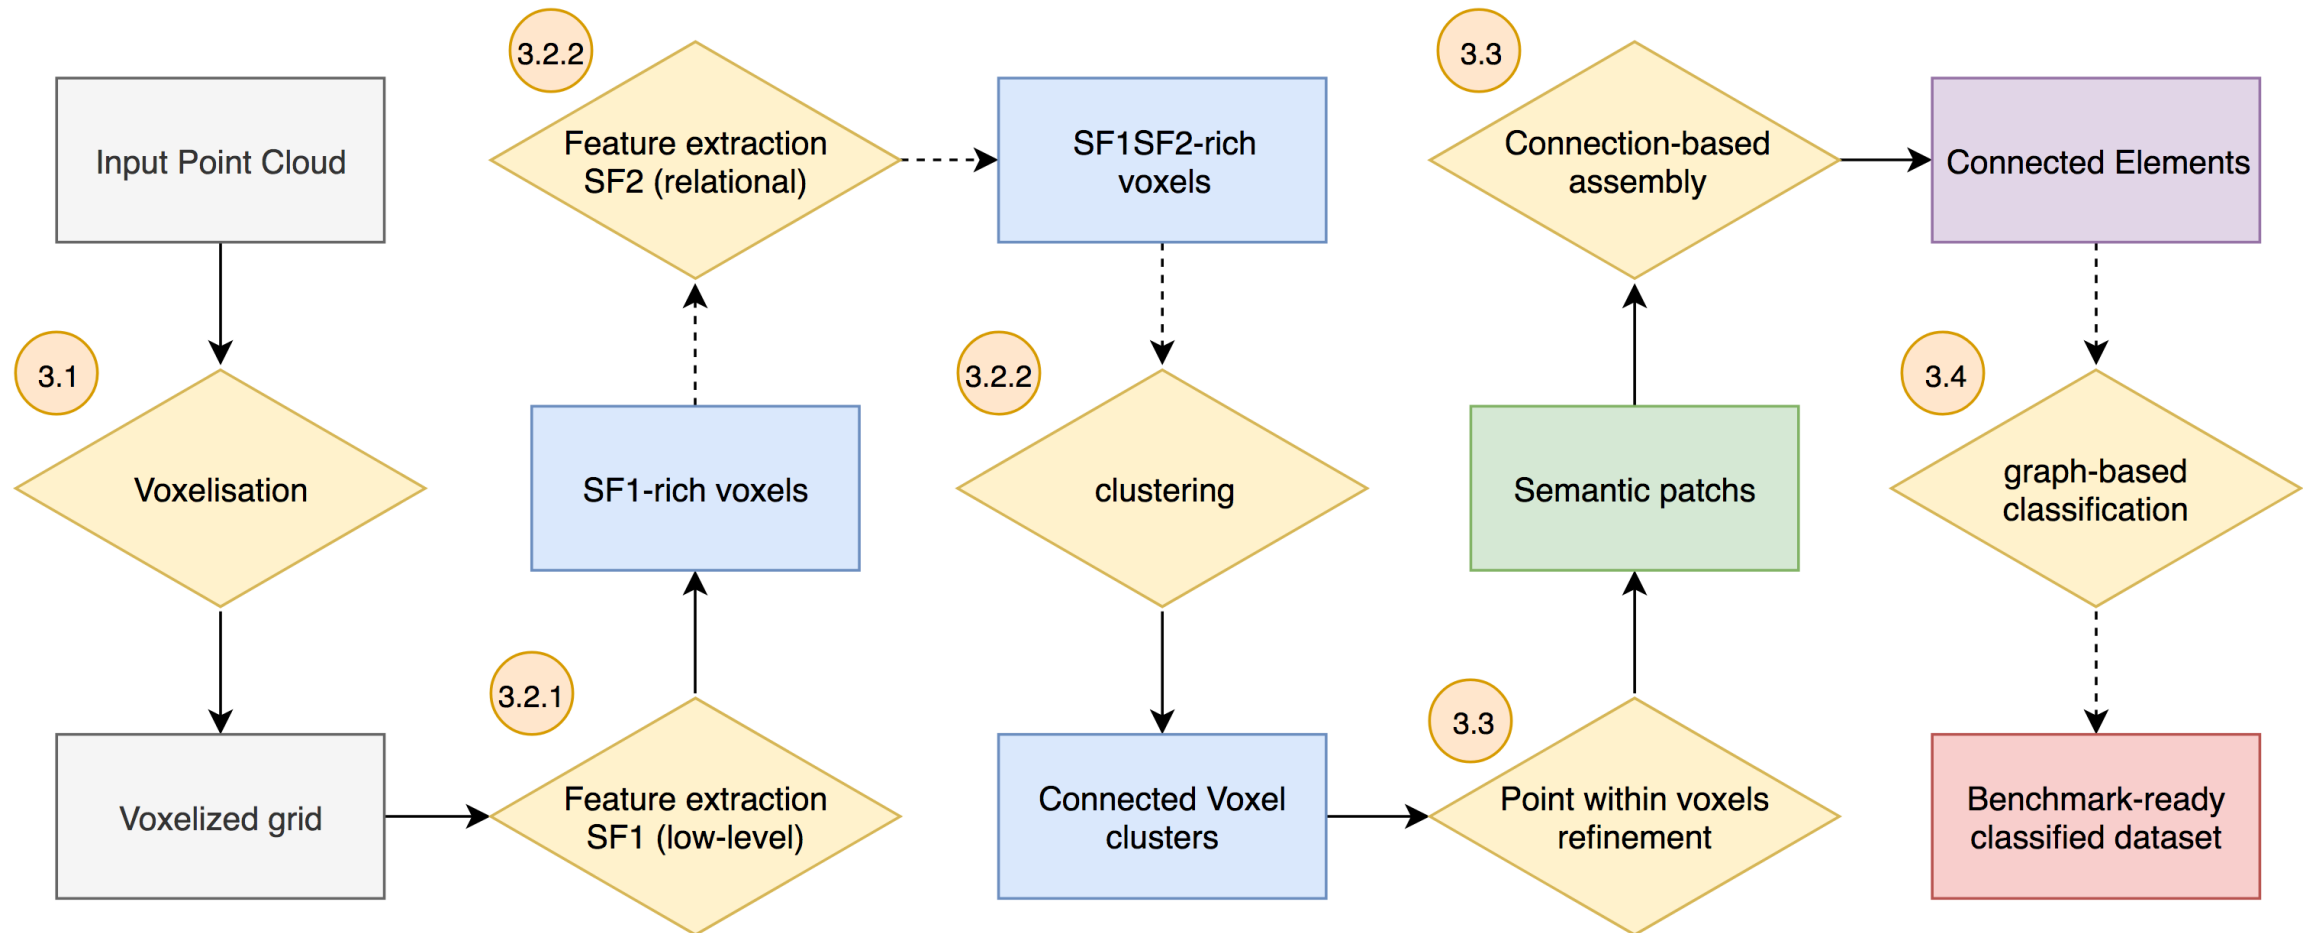 Input Point Cloud
3.1
Voxelisation
Voxelized grid
3.2.1
Feature extraction
SF1 (low-level)
SF1-rich voxels
3.2.2
Feature extraction
SF2 (relational)
SF1SF2-rich
voxels
3.2.2
clustering
Connected Voxel
clusters
3.3
Point within voxels
refinement
Semantic patchs
3.3
Connection-based
assembly
Connected Elements
3.4
graph-based
classification
Benchmark-ready
classified dataset